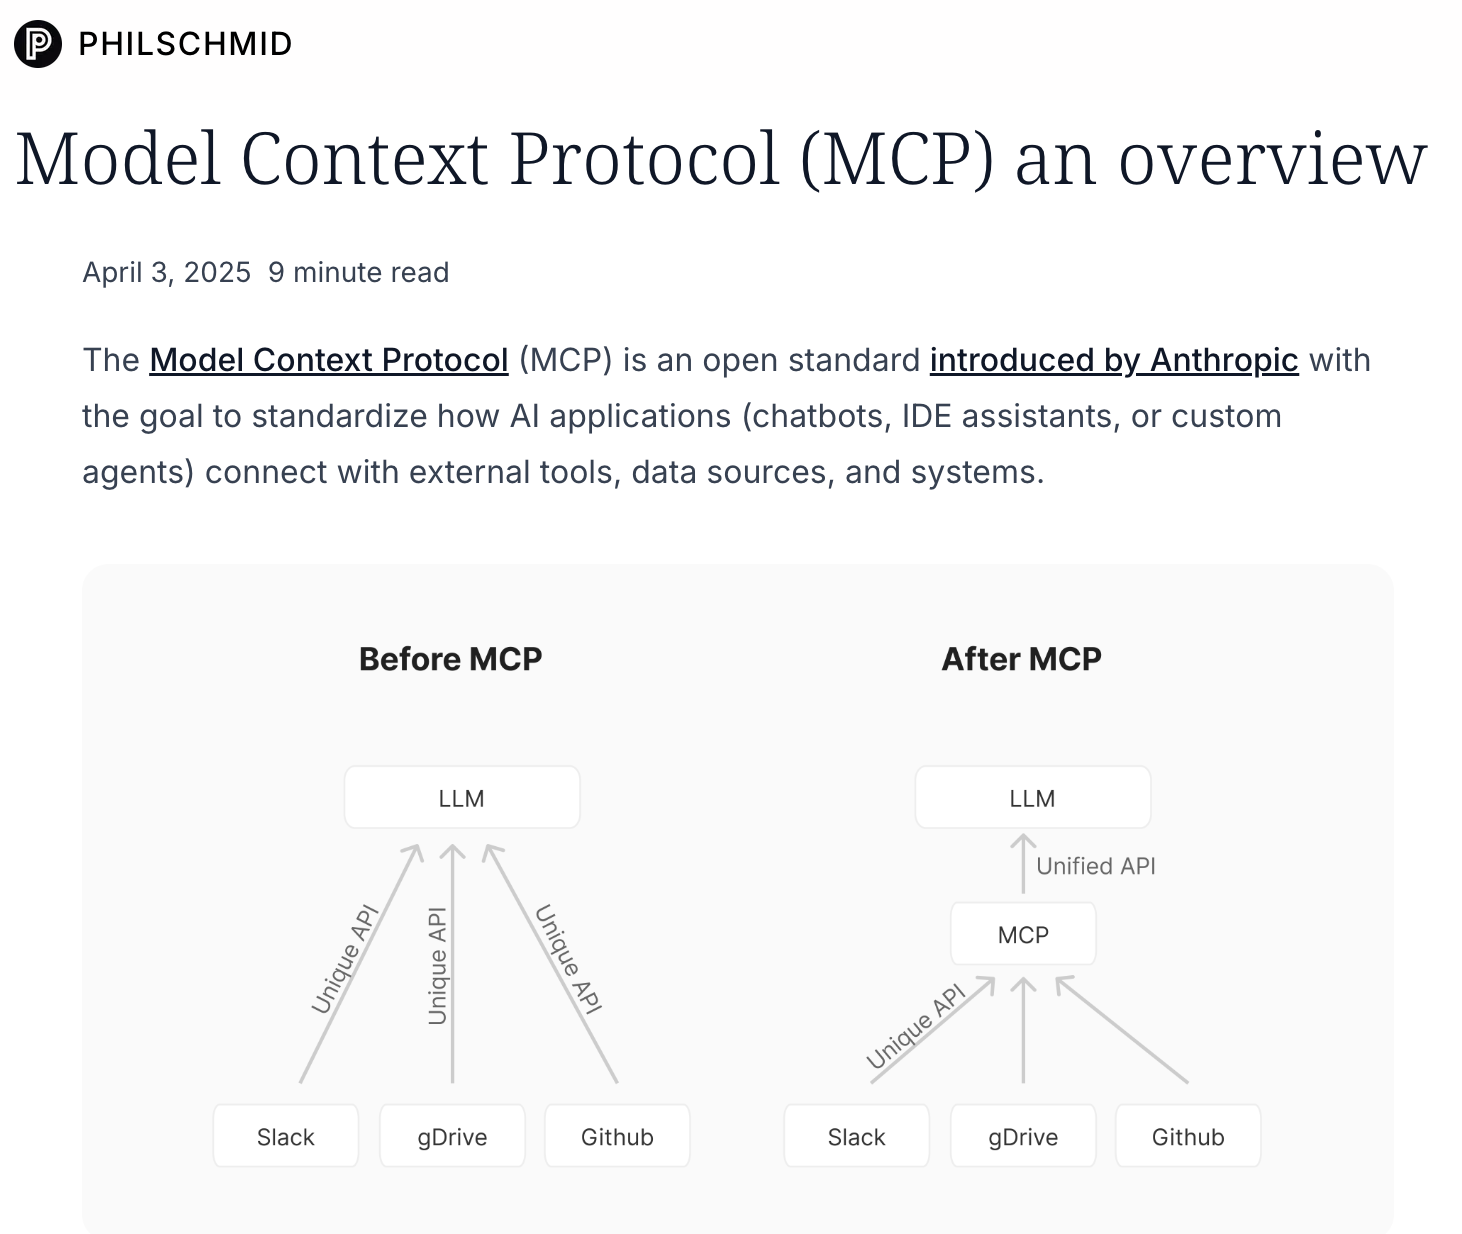 PHILSCHMID
Model Context Protocol (MCP) an overview
April 3, 2025 9 minute read
The Model Context Protocol (MCP) is an open standard introduced by Anthropic with
the goal to standardize how AI applications (chatbots, IDE assistants, or custom
agents) connect with external tools, data sources, and systems.
Before MCP
LLM
Unique API
Unique API
Unique API
Slack
gDrive
Github
After MCP
LLM
Unified API
MCP
Unique API
Slack
gDrive
Github